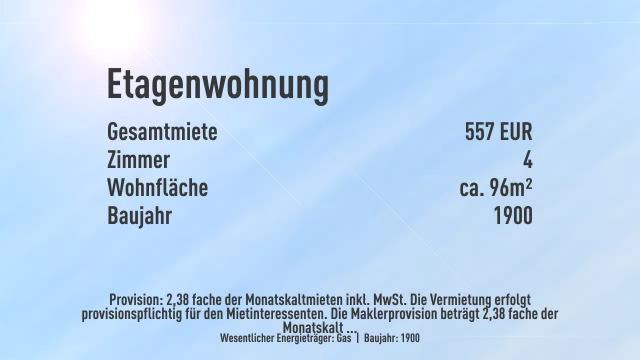 Etagenwohnung
Gesamtmiete 557 EUR
Zimmer 4
Wohnfläche ca. 96m²
Baujahr 1900
Provision: 2,38 fache der Monatskaltmieten inkl. MwSt. Die Vermietung erfolgt
provisionspflichtig für den Mietinteressenten. Die Maklerprovision beträgt 2,38 fache der
Monatskalt ...
Wesentlicher Energieträger: Gas | Baujahr: 1900